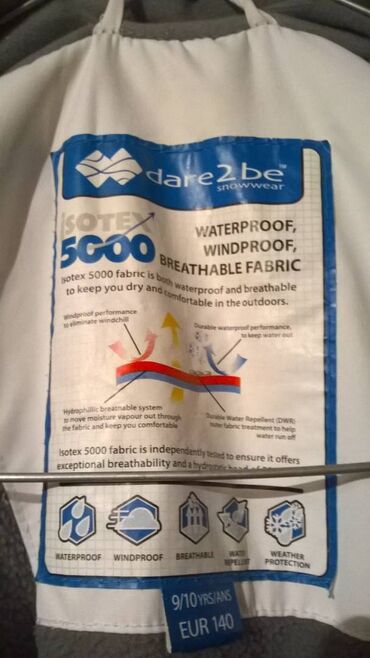 dare2be™
snowwear
ISOTEX
5000
WATERPROOF,
WINDPROOF,
BREATHABLE FABRIC
Isotex 5000 fabric is both waterproof and breathable
to keep you dry and comfortable in the outdoors.
Windproof performance
to eliminate windchill
Durable waterproof performance,
to keep water out
Hydrophillic breathable system
to move moisture vapour out through
the fabric and keep you comfortable
Durable Water Repellent (DWR)
outer fabric treatment to help
water run off
Isotex 5000 fabric is independently tested to ensure it offers
exceptional breathability and a hydrostatic head of
WATERPROOF
WINDPROOF
BREATHABLE
WATER
REPELLENT
WEATHER
PROTECTION
9/10 YRS/ANS
EUR 140